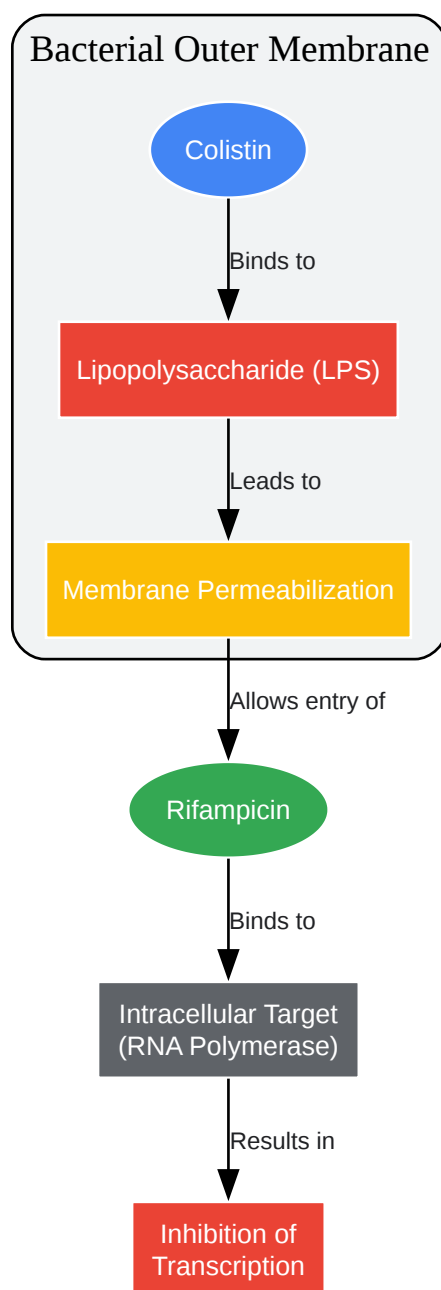 Bacterial Outer Membrane
Colistin
Binds to
Lipopolysaccharide (LPS)
Leads to
Membrane Permeabilization
Allows entry of
Rifampicin
Binds to
Intracellular Target
(RNA Polymerase)
Results in
Inhibition of
Transcription